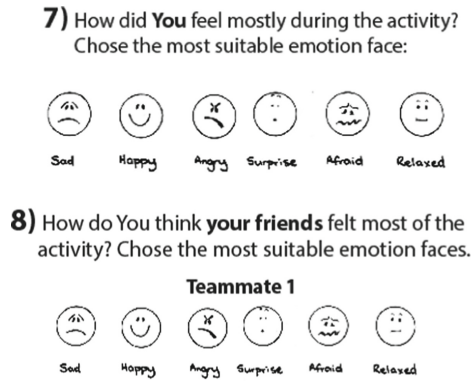 7) How did You feel mostly during the activity?
Chose the most suitable emotion face:
Sad Happy Angry Surprise Afraid Relaxed
8) How do You think your friends felt most of the
activity? Chose the most suitable emotion faces.
Teammate 1
Sad Happy Angry Surprise Afraid Relaxed